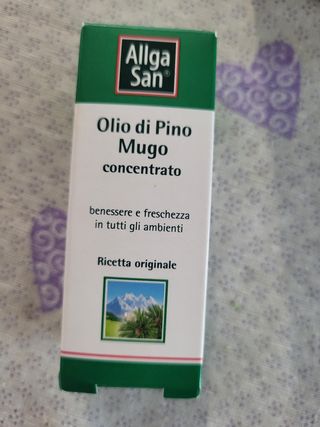 Allga
San®
Olio di Pino
Mugo
concentrato
benessere e freschezza
in tutti gli ambienti
Ricetta originale